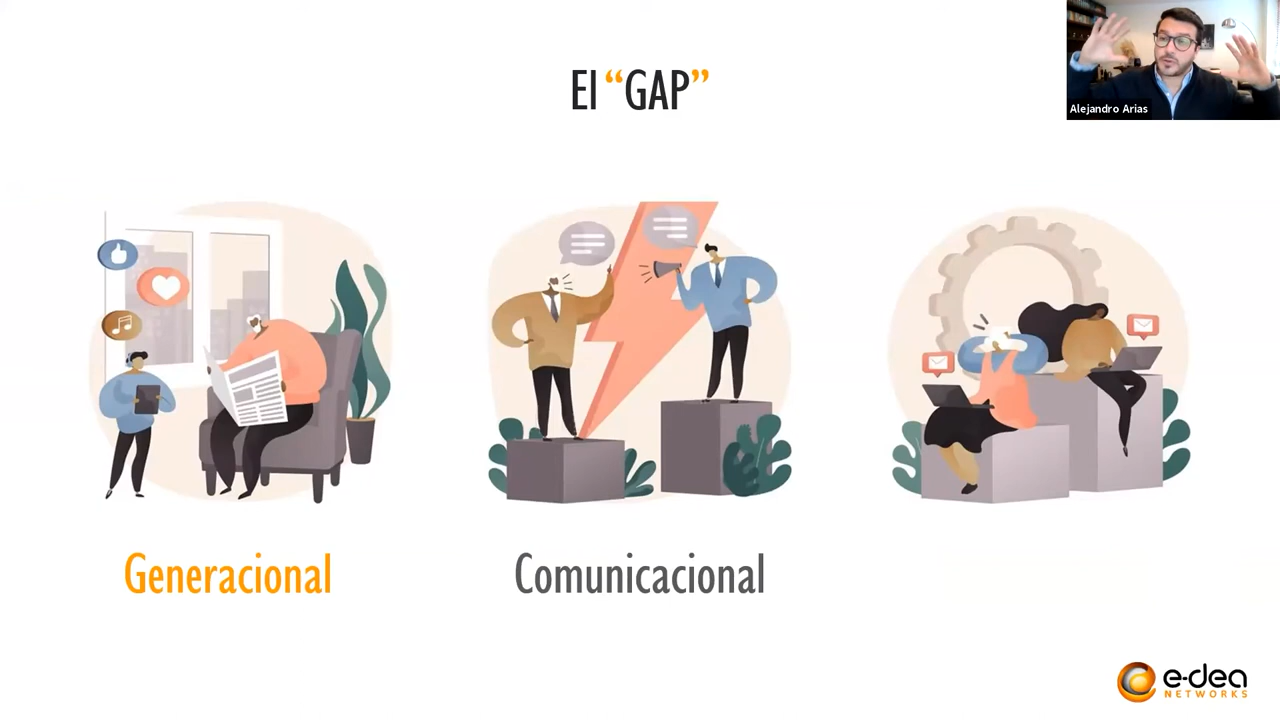 El “GAP”
Alejandro Arias
Generacional
Comunicacional
e-dea
NETWORKS